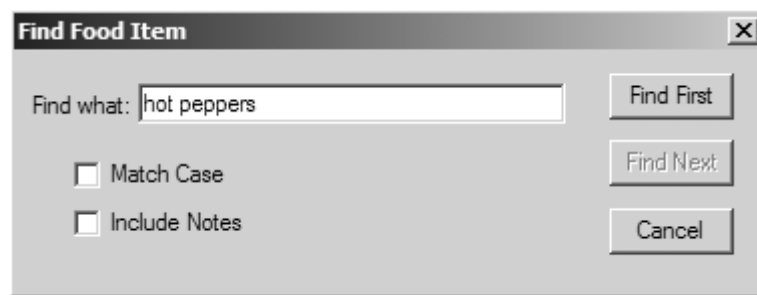 Find Food Item
Find what: hot peppers
Find First
Match Case
Find Next
Include Notes
Cancel